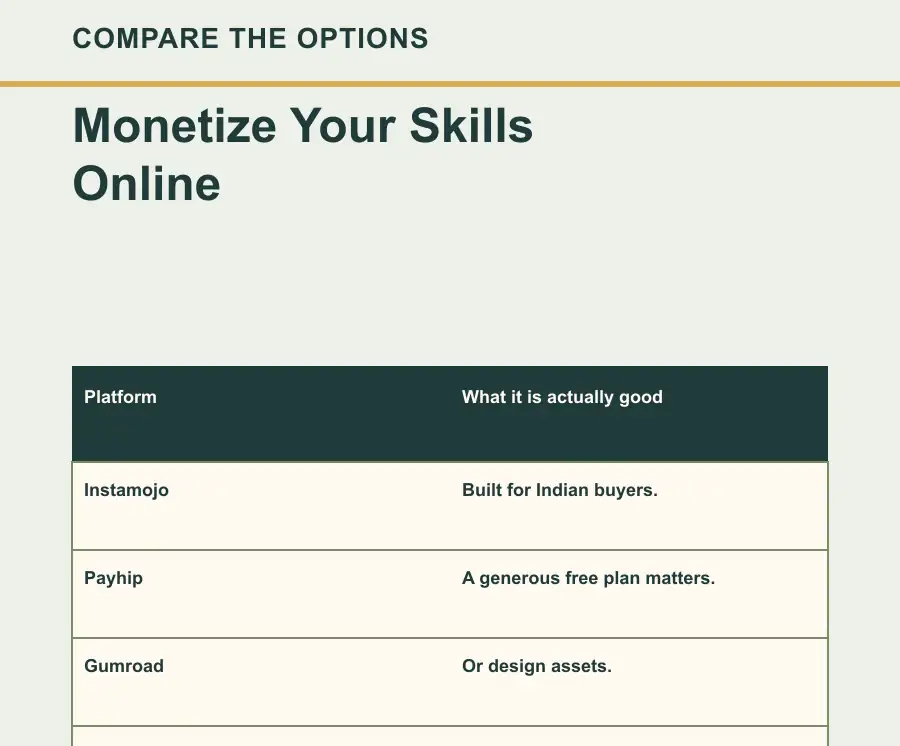 COMPARE THE OPTIONS
Monetize Your Skills
Online
Platform What it is actually good
Instamojo Built for Indian buyers.
Payhip A generous free plan matters.
Gumroad Or design assets.